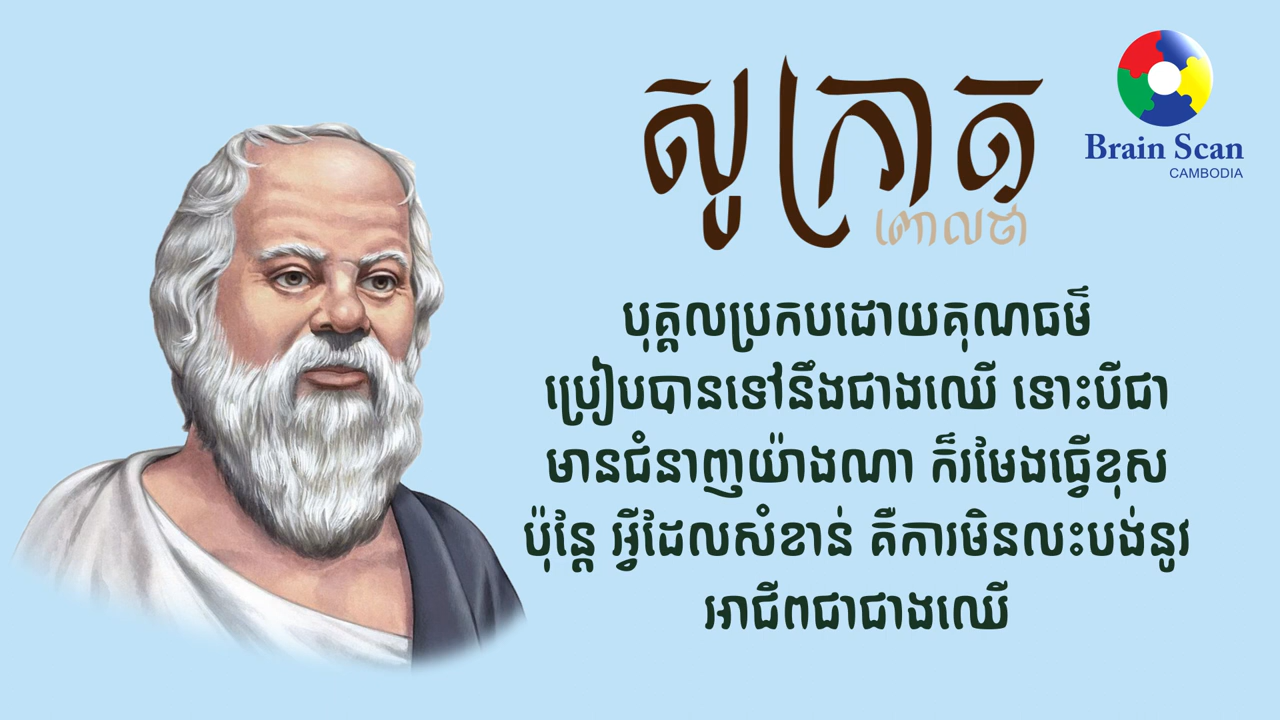 សូក្រាត
ពោលថា
Brain Scan
CAMBODIA
បុគ្គលប្រកបដោយគុណធម៌
ប្រៀបបាននៅនឹងជាងឈើ ទោះបីជា
មានជំនាញយ៉ាងណា ក៏រមែងធ្វើខុស
ប៉ុន្តែ អ្វីដែលសំខាន់ គឺការមិនលះបង់នូវ
អាជីពជាជាងឈើ